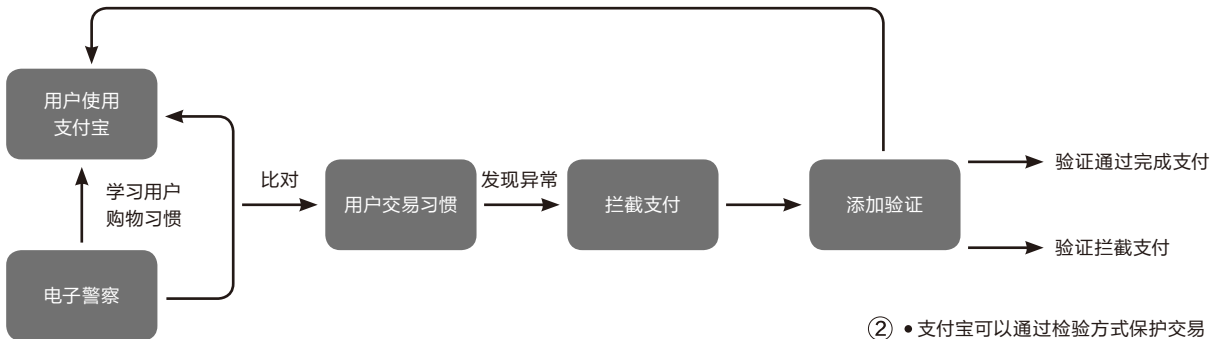 用户使用
支付宝
学习用户
购物习惯
电子警察
比对
用户交易习惯
发现异常
拦截支付
添加验证
验证通过完成支付
验证拦截支付
② • 支付宝可以通过检验方式保护交易